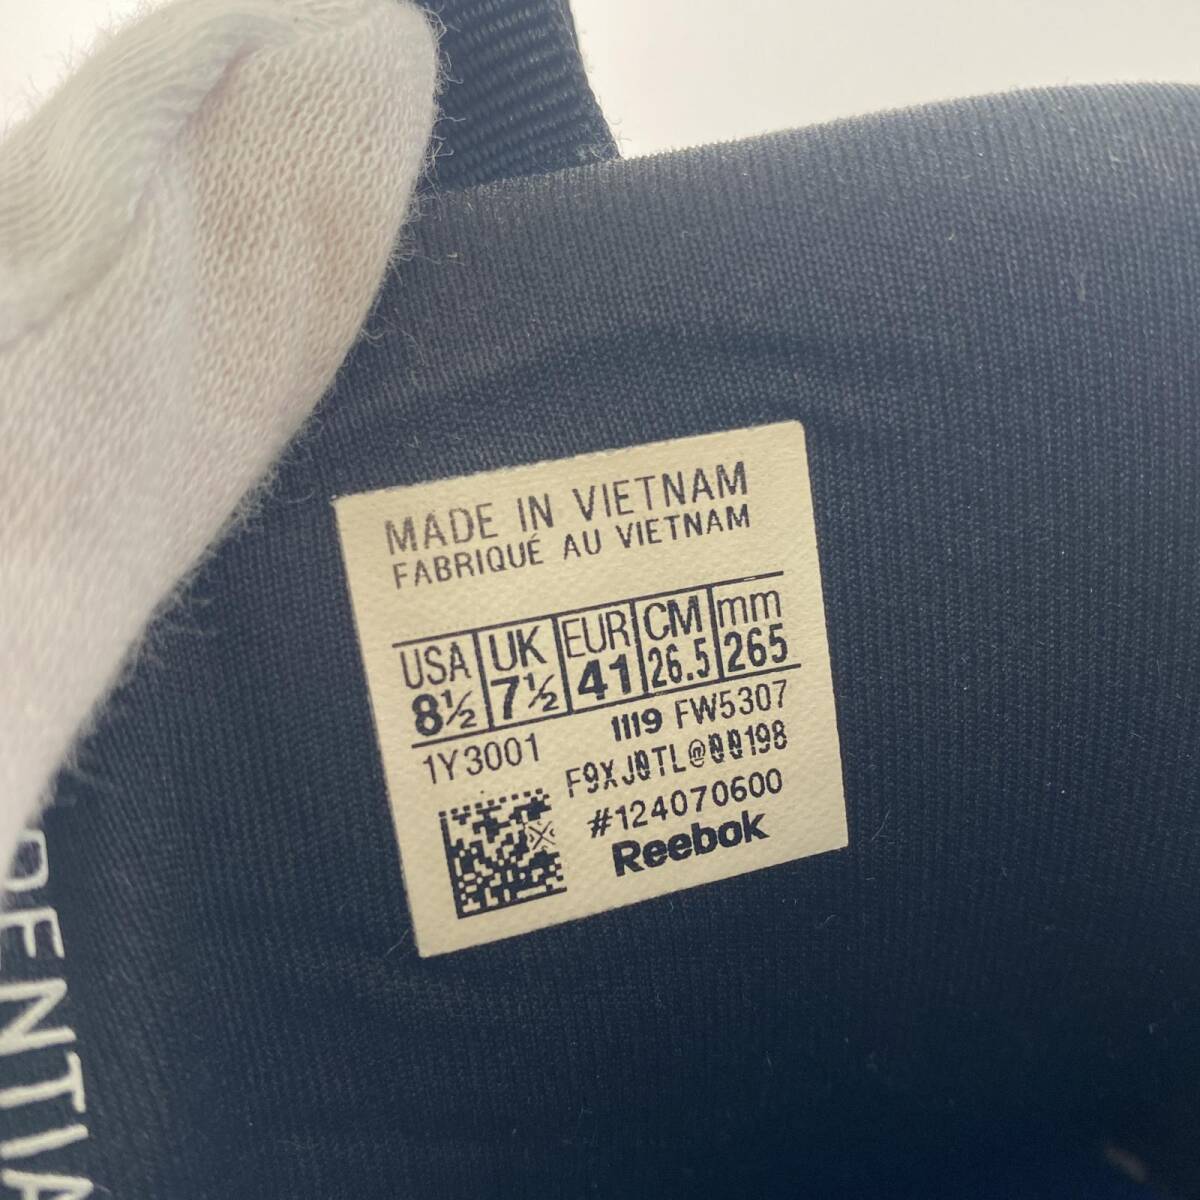 MADE IN VIETNAM
FABRIQUÉ AU VIETNAM
USA UK EUR CM mm
8½ 7½ 41 26.5 265
1Y3001 1119 FW5307
F9XJ0TL@00198
#124070600
Reebok
DENTIA